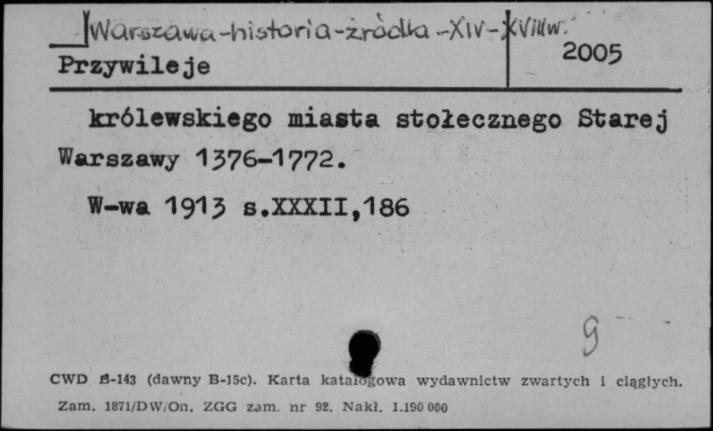 Warszawa-historia-źródła-XIV-XVIIIw.
2005
Przywileje
królewskiego miasta stołecznego Starej
Warszawy 1376-1772.
W-wa 1913 s.XXXII,186
g
CWD B-143 (dawny B-15c). Karta katalogowa wydawnictw zwartych i ciągłych.
Zam. 1871/DW/On. ZGG zam. nr 92. Nakł. 1.190 000